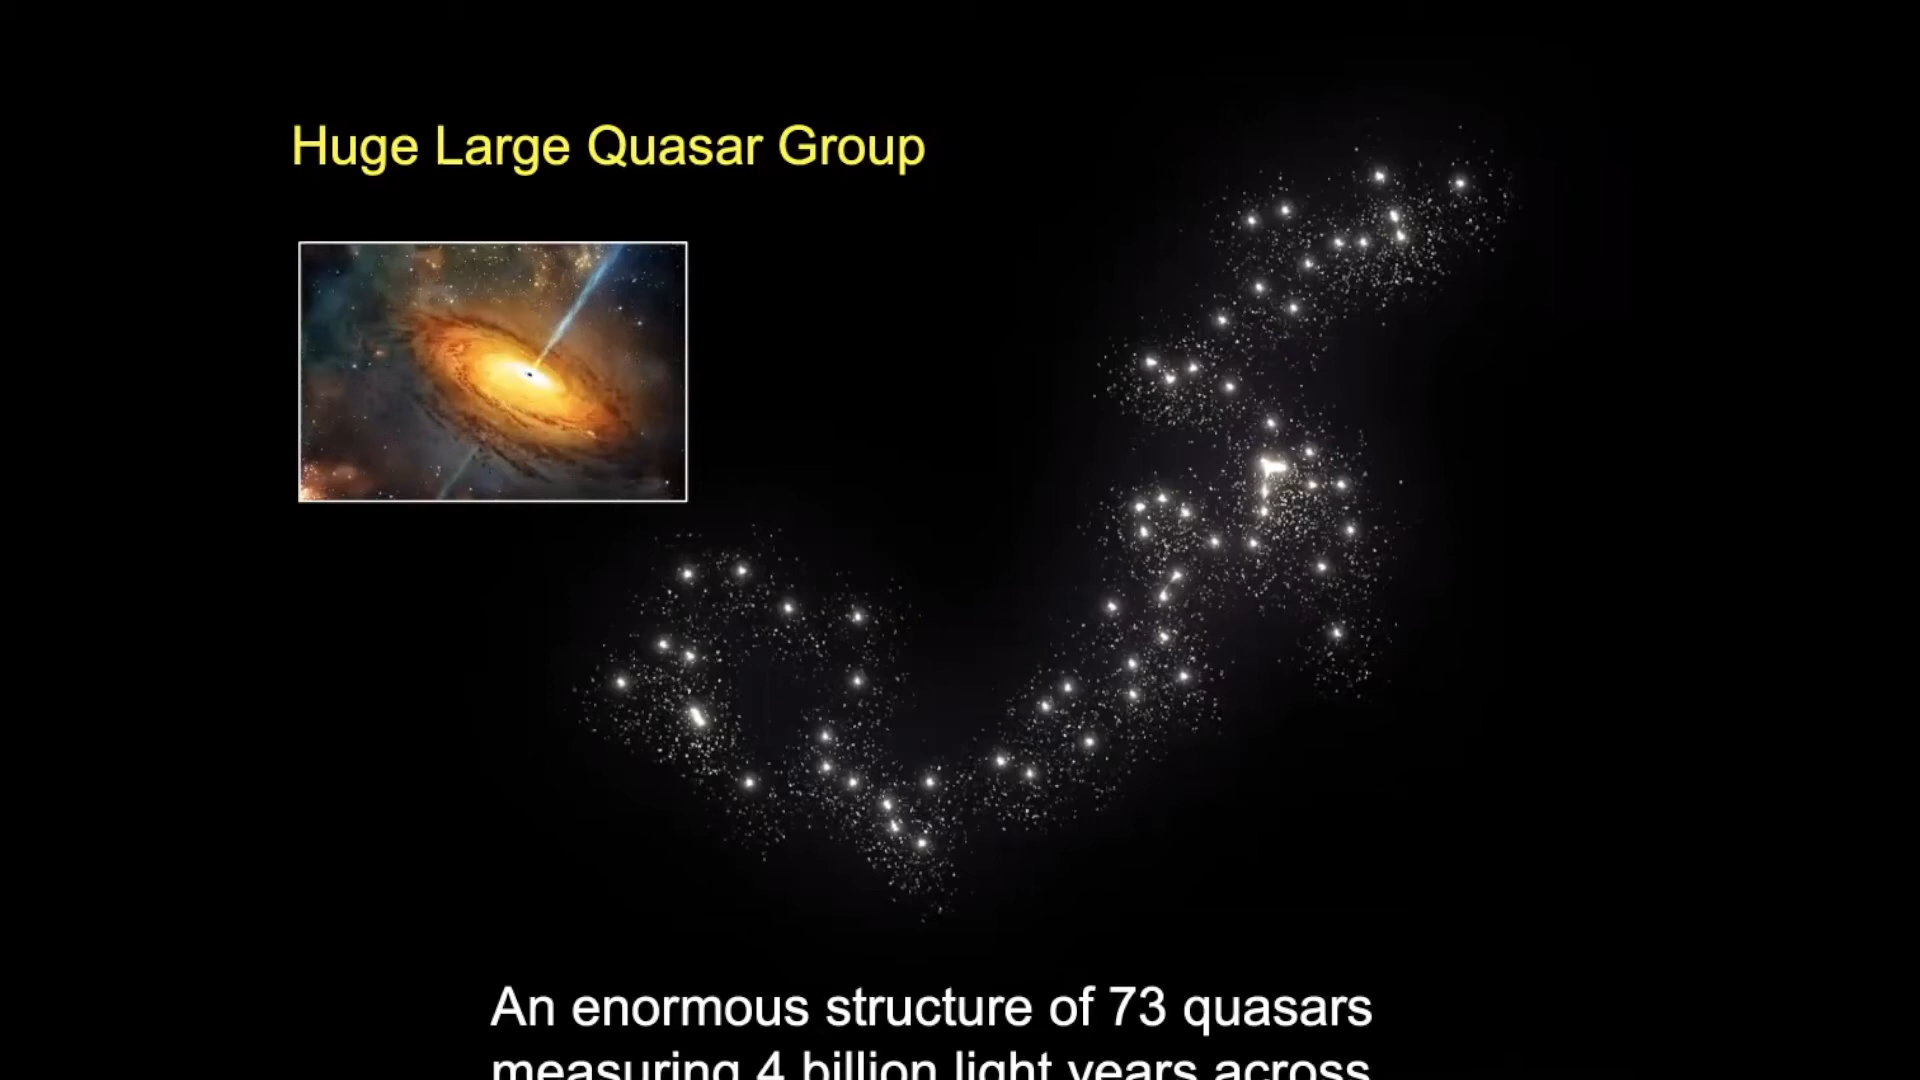 Huge Large Quasar Group
An enormous structure of 73 quasars
measuring 4 billion light years across